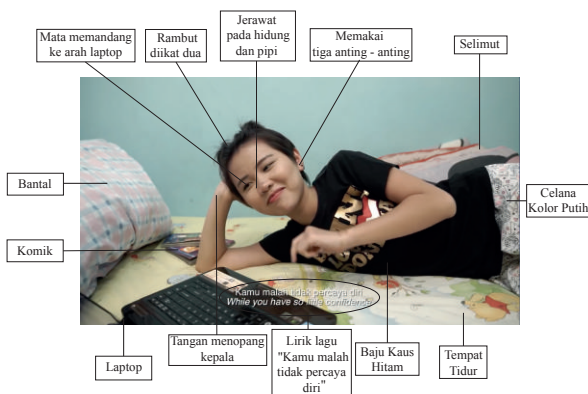 Mata memandang
ke arah laptop
Rambut
diikat dua
Jerawat
pada hidung
dan pipi
Memakai
tiga anting - anting
Selimut
Bantal
Celana
Kolor Putih
Komik
Kamu malah tidak percaya diri
While you have so little confidence
Laptop
Tangan menopang
kepala
Lirik lagu
"Kamu malah
tidak percaya
diri"
Baju Kaus
Hitam
Tempat
Tidur